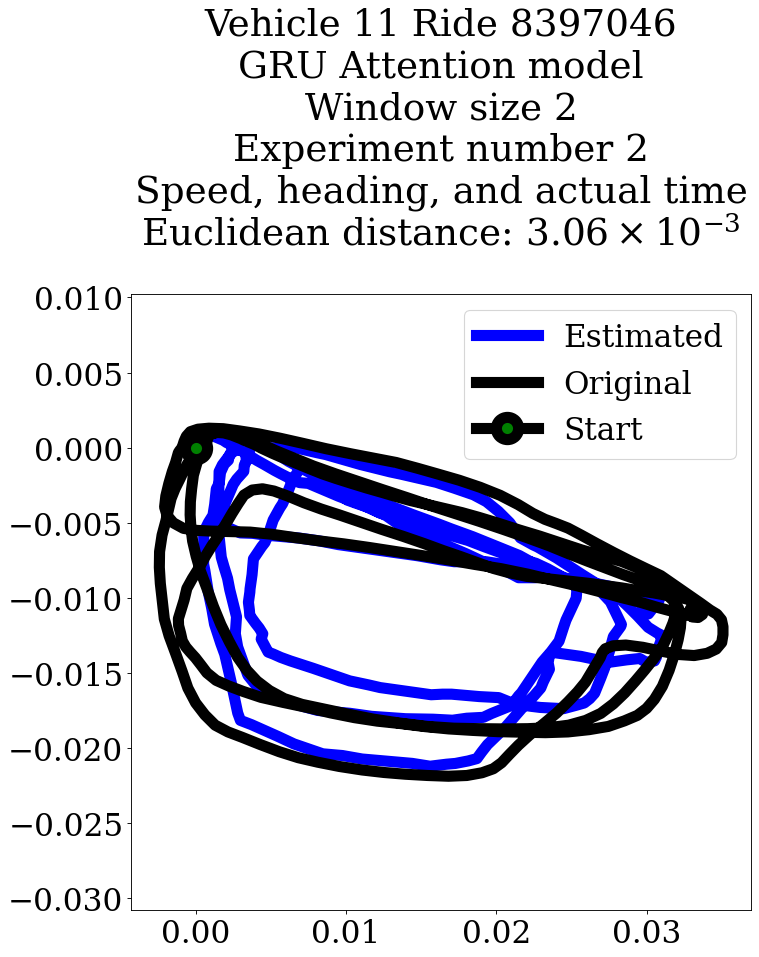 Vehicle 11 Ride 8397046
GRU Attention model
Window size 2
Experiment number 2
Speed, heading, and actual time
Euclidean distance: 3.06 × 10⁻³
0.010
Estimated
0.005
Original
0.000
Start
−0.005
−0.010
−0.015
−0.020
−0.025
−0.030
0.00 0.01 0.02 0.03